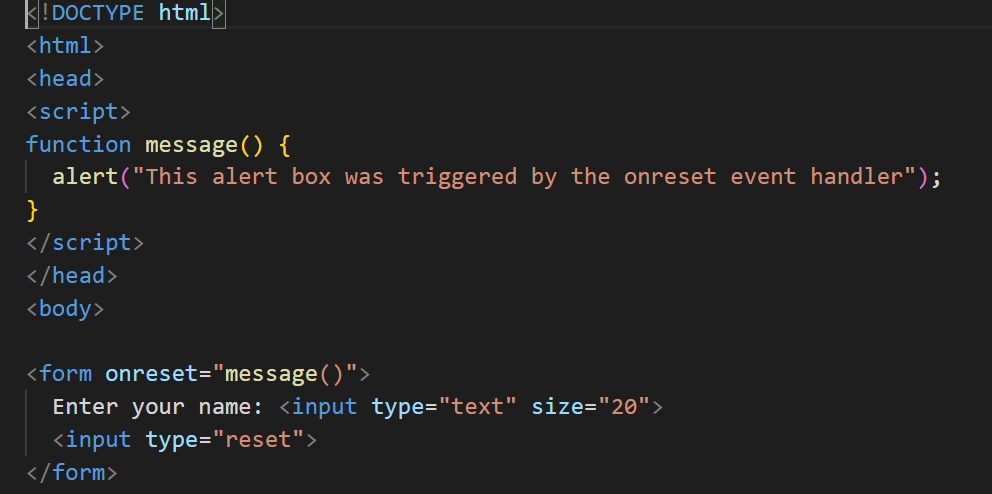 <!DOCTYPE html>
<html>
<head>
<script>
function message() {
  alert("This alert box was triggered by the onreset event handler");
}
</script>
</head>
<body>

<form onreset="message()">
  Enter your name: <input type="text" size="20">
  <input type="reset">
</form>